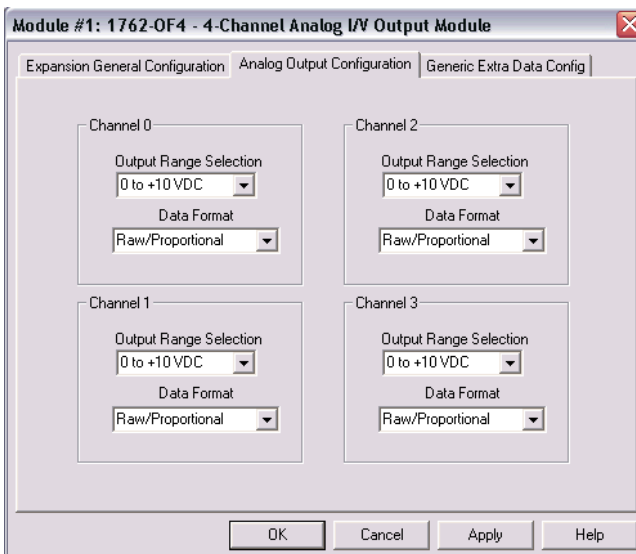 Module #1: 1762-OF4 - 4-Channel Analog I/V Output Module
Expansion General Configuration
Analog Output Configuration
Generic Extra Data Config
Channel 0
Output Range Selection
0 to +10 VDC
Data Format
Raw/Proportional
Channel 2
Output Range Selection
0 to +10 VDC
Data Format
Raw/Proportional
Channel 1
Output Range Selection
0 to +10 VDC
Data Format
Raw/Proportional
Channel 3
Output Range Selection
0 to +10 VDC
Data Format
Raw/Proportional
OK
Cancel
Apply
Help